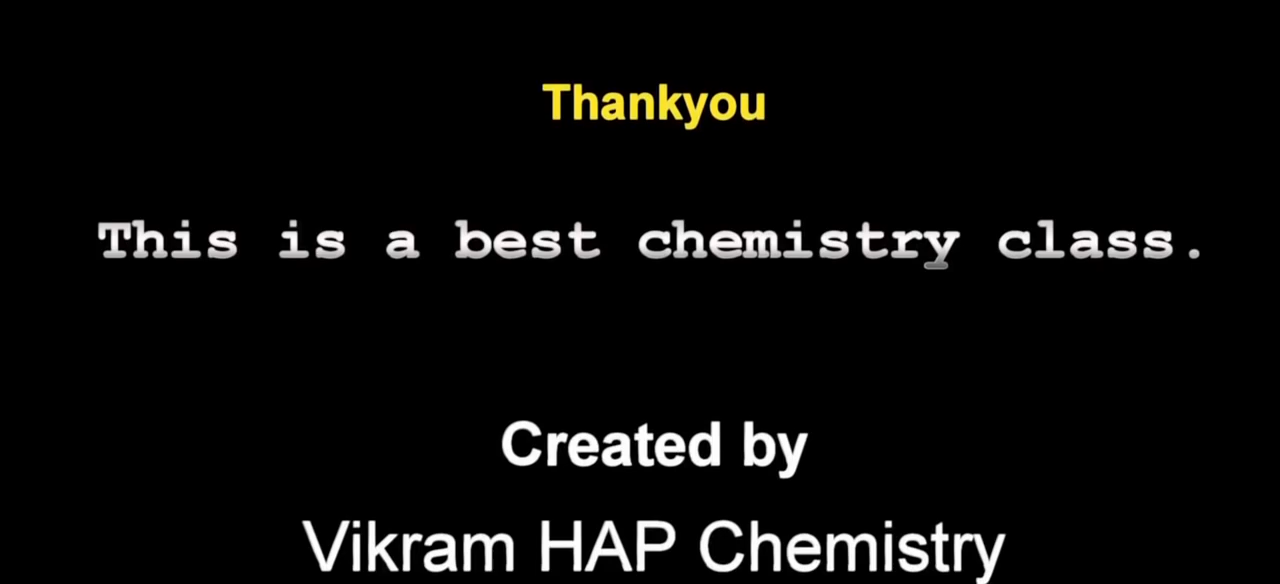 Thankyou
This is a best chemistry class.
Created by
Vikram HAP Chemistry